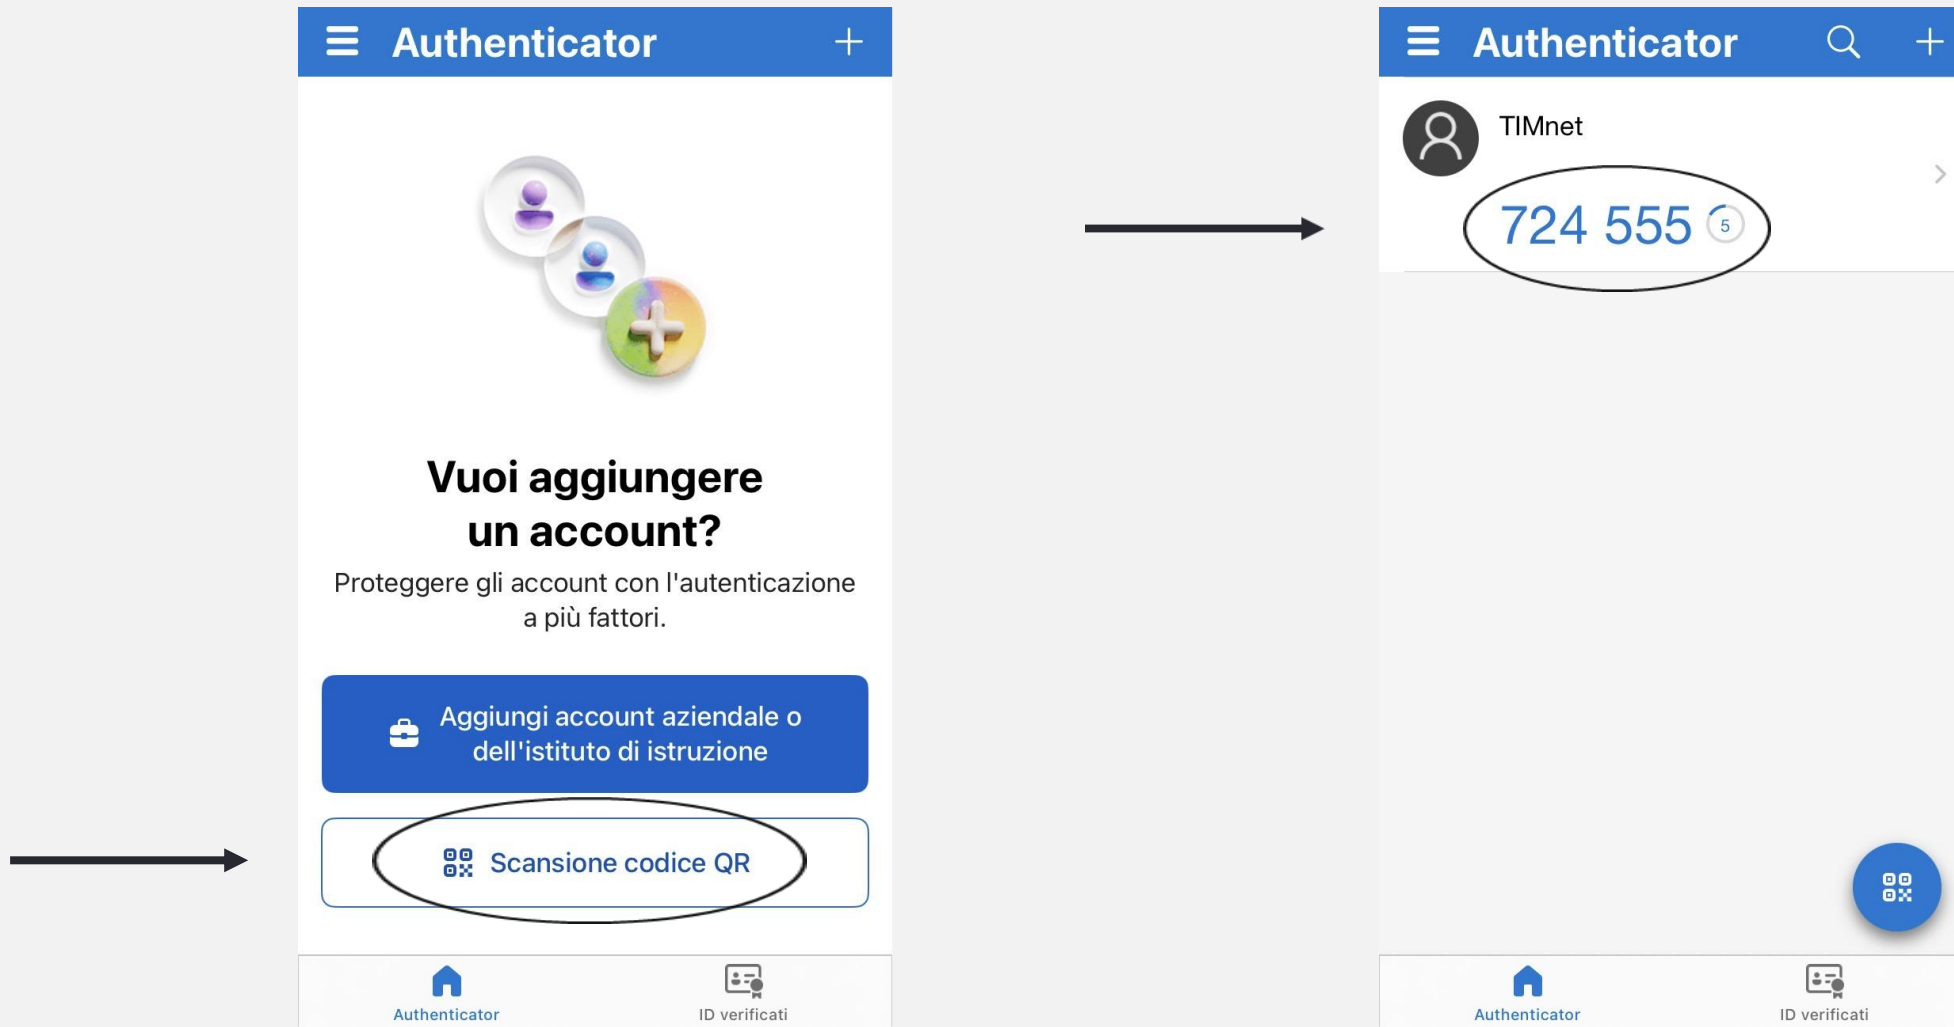 Authenticator
Vuoi aggiungere
un account?
Proteggere gli account con l'autenticazione
a più fattori.
Aggiungi account aziendale o
dell'istituto di istruzione
Scansione codice QR
Authenticator
ID verificati
Authenticator
TIMnet
724 555 5
Authenticator
ID verificati